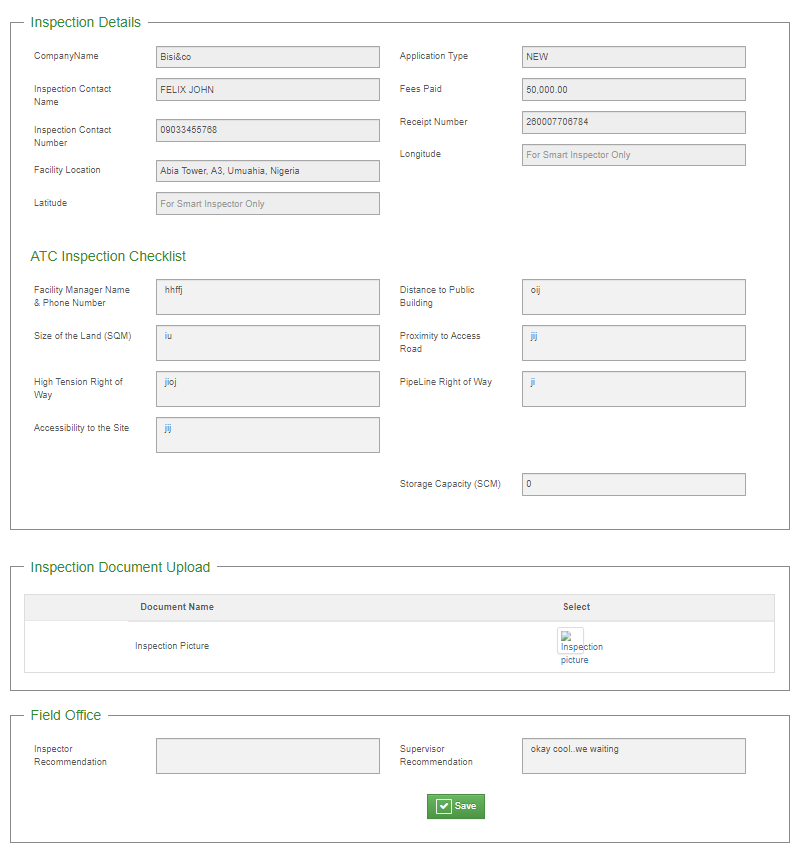 Inspection Details
CompanyName
Bisi&co
Application Type
NEW
Inspection Contact
Name
FELIX JOHN
Fees Paid
50,000.00
Inspection Contact
Number
09033455768
Receipt Number
260007706784
Facility Location
Abia Tower, A3, Umuahia, Nigeria
Longitude
For Smart Inspector Only
Latitude
For Smart Inspector Only
ATC Inspection Checklist
Facility Manager Name
& Phone Number
hhffj
Distance to Public
Building
oij
Size of the Land (SQM)
iu
Proximity to Access
Road
jij
High Tension Right of
Way
jioj
PipeLine Right of Way
ji
Accessibility to the Site
jij
Storage Capacity (SCM)
0
Inspection Document Upload
Document Name
Select
Inspection Picture
Inspection
picture
Field Office
Inspector
Recommendation
Supervisor
Recommendation
okay cool..we waiting
Save